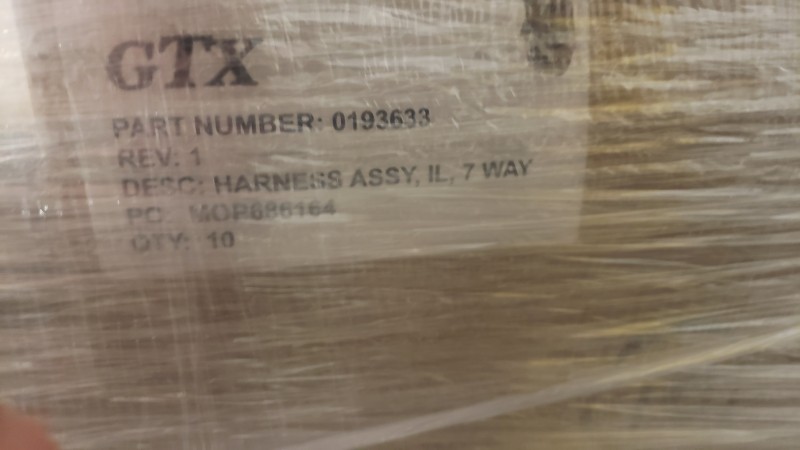 GTX
PART NUMBER: 0193633
REV: 1
DESC: HARNESS ASSY, IL, 7 WAY
PO: MOP686164
QTY: 10